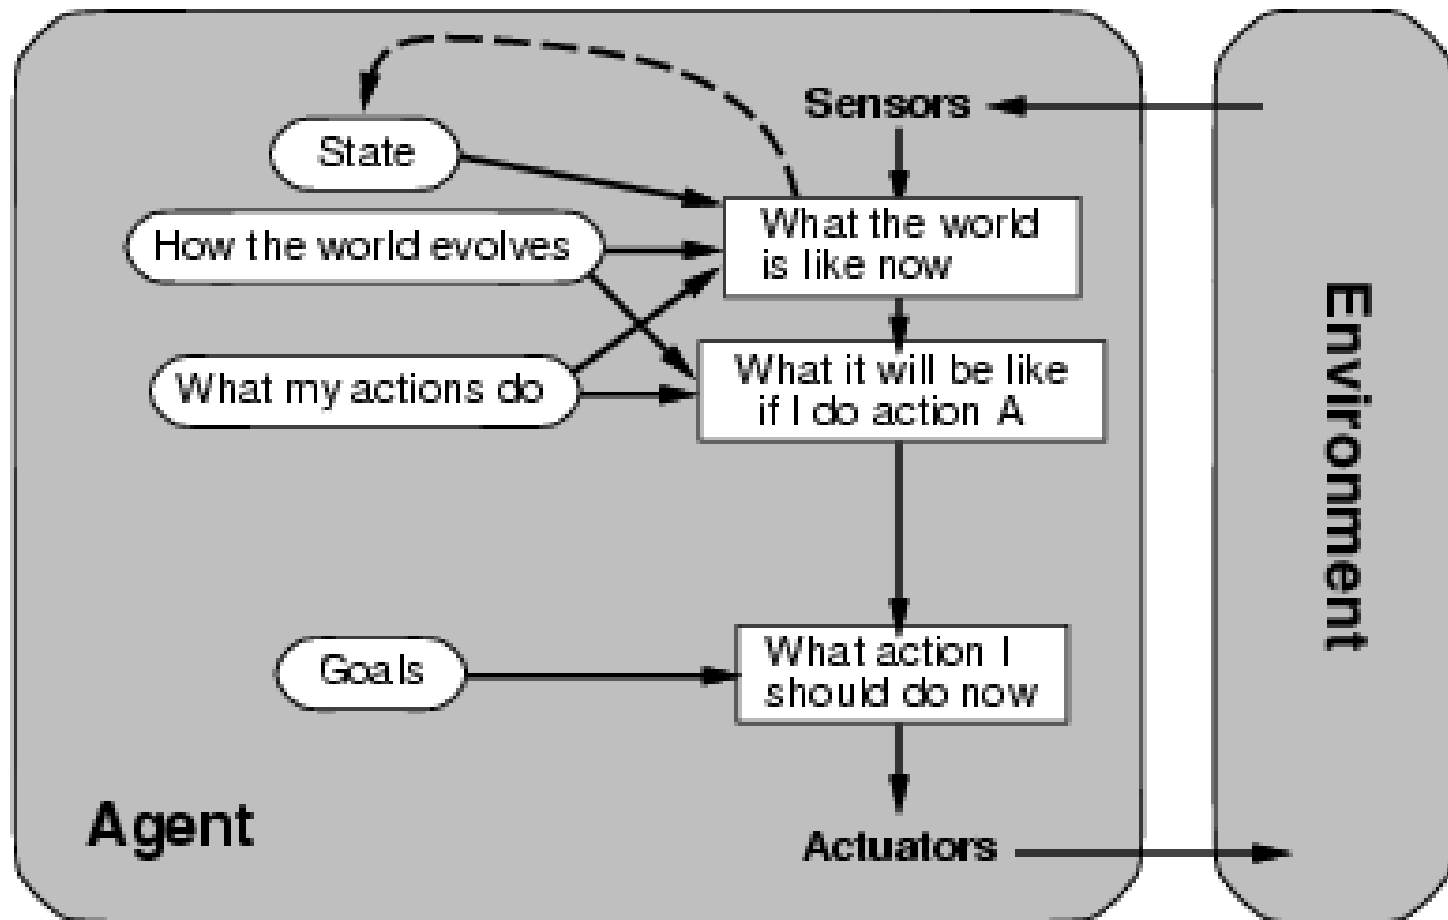 Sensors
State
What the world
is like now
How the world evolves
What my actions do
What it will be like
if I do action A
Goals
What action I
should do now
Agent
Actuators
Environment